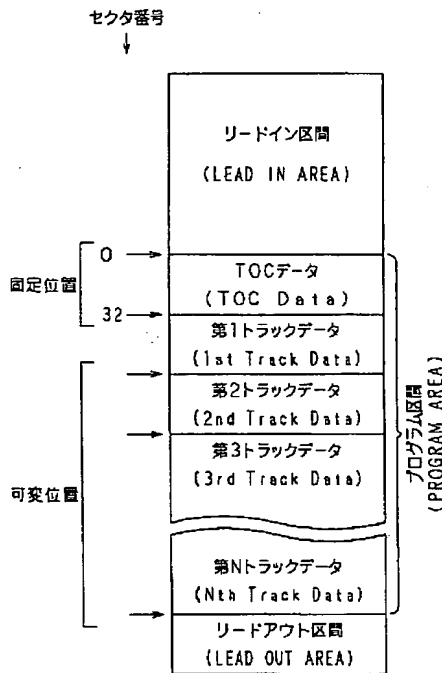 セクタ番号
リードイン区間
(LEAD IN AREA)
0
TOCデータ
(TOC Data)
固定位置
32
第1トラックデータ
(1st Track Data)
第2トラックデータ
(2nd Track Data)
第3トラックデータ
(3rd Track Data)
プログラム区間
(PROGRAM AREA)
可変位置
第Nトラックデータ
(Nth Track Data)
リードアウト区間
(LEAD OUT AREA)